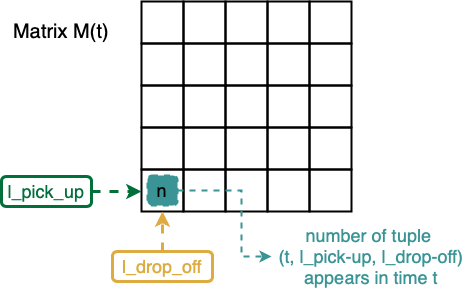 Matrix M(t)
l_pick_up
n
l_drop_off
number of tuple
(t, l_pick-up, l_drop-off)
appears in time t